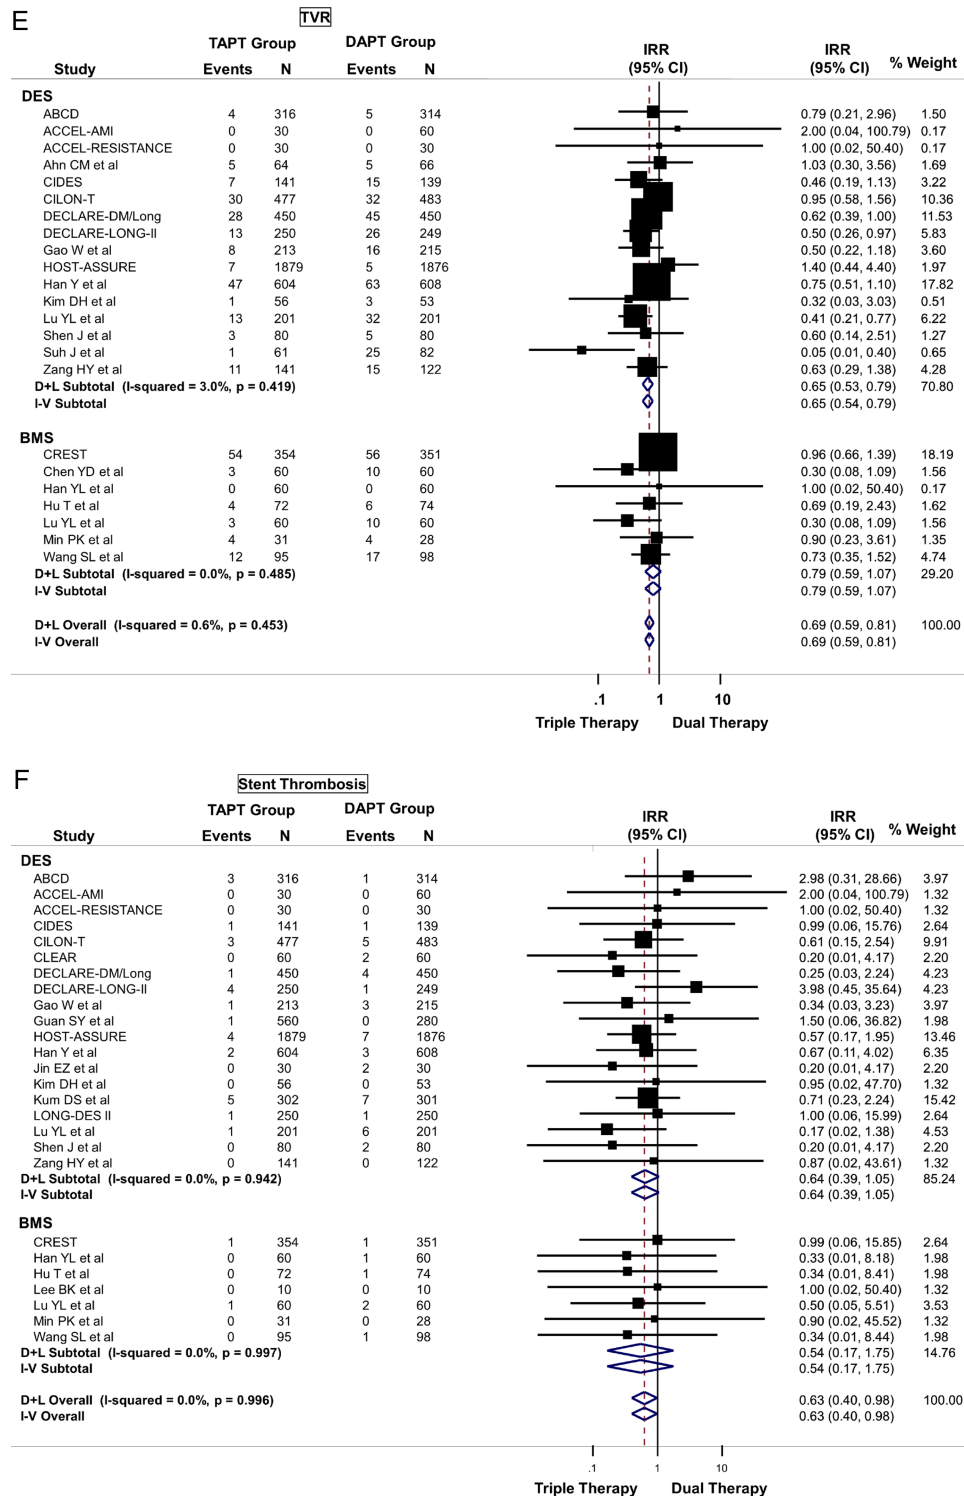 E
TVR
TAPT Group DAPT Group IRR IRR
Study Events N Events N (95% CI) (95% CI) % Weight
DES
ABCD 4 316 5 314 0.79 (0.21, 2.96) 1.50
ACCEL-AMI 0 30 0 60 2.00 (0.04, 100.79) 0.17
ACCEL-RESISTANCE 0 30 0 30 1.00 (0.02, 50.40) 0.17
Ahn CM et al 5 64 5 66 1.03 (0.30, 3.56) 1.69
CIDES 7 141 15 139 0.46 (0.19, 1.13) 3.22
CILON-T 30 477 32 483 0.95 (0.58, 1.56) 10.36
DECLARE-DM/Long 28 450 45 450 0.62 (0.39, 1.00) 11.53
DECLARE-LONG-II 13 250 26 249 0.50 (0.26, 0.97) 5.83
Gao W et al 8 213 16 215 0.50 (0.22, 1.18) 3.60
HOST-ASSURE 7 1879 5 1876 1.40 (0.44, 4.40) 1.97
Han Y et al 47 604 63 608 0.75 (0.51, 1.10) 17.82
Kim DH et al 1 56 3 53 0.32 (0.03, 3.03) 0.51
Lu YL et al 13 201 32 201 0.41 (0.21, 0.77) 6.22
Shen J et al 3 80 5 80 0.60 (0.14, 2.51) 1.27
Suh J et al 1 61 25 82 0.05 (0.01, 0.40) 0.65
Zang HY et al 11 141 15 122 0.63 (0.29, 1.38) 4.28
D+L Subtotal (I-squared = 3.0%, p = 0.419) 0.65 (0.53, 0.79) 70.80
I-V Subtotal 0.65 (0.54, 0.79)
BMS
CREST 54 354 56 351 0.96 (0.66, 1.39) 18.19
Chen YD et al 3 60 10 60 0.30 (0.08, 1.09) 1.56
Han YL et al 0 60 0 60 1.00 (0.02, 50.40) 0.17
Hu T et al 4 72 6 74 0.69 (0.19, 2.43) 1.62
Lu YL et al 3 60 10 60 0.30 (0.08, 1.09) 1.56
Min PK et al 4 31 4 28 0.90 (0.23, 3.61) 1.35
Wang SL et al 12 95 17 98 0.73 (0.35, 1.52) 4.74
D+L Subtotal (I-squared = 0.0%, p = 0.485) 0.79 (0.59, 1.07) 29.20
I-V Subtotal 0.79 (0.59, 1.07)
D+L Overall (I-squared = 0.6%, p = 0.453) 0.69 (0.59, 0.81) 100.00
I-V Overall 0.69 (0.59, 0.81)
.1 1 10
Triple Therapy Dual Therapy
F
Stent Thrombosis
TAPT Group DAPT Group IRR IRR
Study Events N Events N (95% CI) (95% CI) % Weight
DES
ABCD 3 316 1 314 2.98 (0.31, 28.66) 3.97
ACCEL-AMI 0 30 0 60 2.00 (0.04, 100.79) 1.32
ACCEL-RESISTANCE 0 30 0 30 1.00 (0.02, 50.40) 1.32
CIDES 1 141 1 139 0.99 (0.06, 15.76) 2.64
CILON-T 3 477 5 483 0.61 (0.15, 2.54) 9.91
CLEAR 0 60 2 60 0.20 (0.01, 4.17) 2.20
DECLARE-DM/Long 1 450 4 450 0.25 (0.03, 2.24) 4.23
DECLARE-LONG-II 4 250 1 249 3.98 (0.45, 35.64) 4.23
Gao W et al 1 213 3 215 0.34 (0.03, 3.23) 3.97
Guan SY et al 1 560 0 280 1.50 (0.06, 36.82) 1.98
HOST-ASSURE 4 1879 7 1876 0.57 (0.17, 1.95) 13.46
Han Y et al 2 604 3 608 0.67 (0.11, 4.02) 6.35
Jin EZ et al 0 30 2 30 0.20 (0.01, 4.17) 2.20
Kim DH et al 0 56 0 53 0.95 (0.02, 47.70) 1.32
Kum DS et al 5 302 7 301 0.71 (0.23, 2.24) 15.42
LONG-DES II 1 250 1 250 1.00 (0.06, 15.99) 2.64
Lu YL et al 1 201 6 201 0.17 (0.02, 1.38) 4.53
Shen J et al 0 80 2 80 0.20 (0.01, 4.17) 2.20
Zang HY et al 0 141 0 122 0.87 (0.02, 43.61) 1.32
D+L Subtotal (I-squared = 0.0%, p = 0.942) 0.64 (0.39, 1.05) 85.24
I-V Subtotal 0.64 (0.39, 1.05)
BMS
CREST 1 354 1 351 0.99 (0.06, 15.85) 2.64
Han YL et al 0 60 1 60 0.33 (0.01, 8.18) 1.98
Hu T et al 0 72 1 74 0.34 (0.01, 8.41) 1.98
Lee BK et al 0 10 0 10 1.00 (0.02, 50.40) 1.32
Lu YL et al 1 60 2 60 0.50 (0.05, 5.51) 3.53
Min PK et al 0 31 0 28 0.90 (0.02, 45.52) 1.32
Wang SL et al 0 95 1 98 0.34 (0.01, 8.44) 1.98
D+L Subtotal (I-squared = 0.0%, p = 0.997) 0.54 (0.17, 1.75) 14.76
I-V Subtotal 0.54 (0.17, 1.75)
D+L Overall (I-squared = 0.0%, p = 0.996) 0.63 (0.40, 0.98) 100.00
I-V Overall 0.63 (0.40, 0.98)
.1 1 10
Triple Therapy Dual Therapy